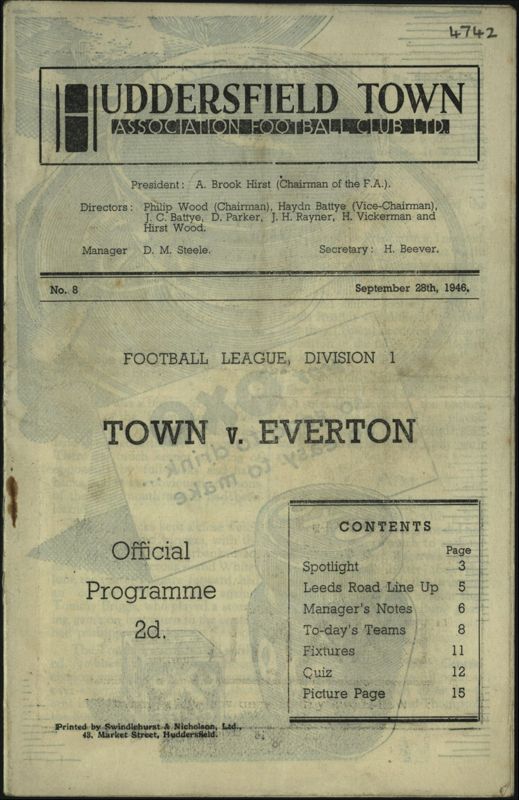 4742
HUDDERSFIELD TOWN
ASSOCIATION FOOTBALL CLUB LTD.
President: A. Brook Hirst (Chairman of the F.A.).
Directors: Philip Wood (Chairman), Haydn Battye (Vice-Chairman),
J. C. Battye, D. Parker, J. H. Rayner, H. Vickerman and
Hirst Wood.
Manager D. M. Steele. Secretary: H. Beever.
No. 8 September 28th, 1946.
FOOTBALL LEAGUE, DIVISION 1
TOWN v. EVERTON
Official
Programme
2d.
CONTENTS
Page
Spotlight 3
Leeds Road Line Up 5
Manager's Notes 6
To-day's Teams 8
Fixtures 11
Quiz 12
Picture Page 15
Printed by Swindlehurst & Nicholson, Ltd.,
43, Market Street, Huddersfield.